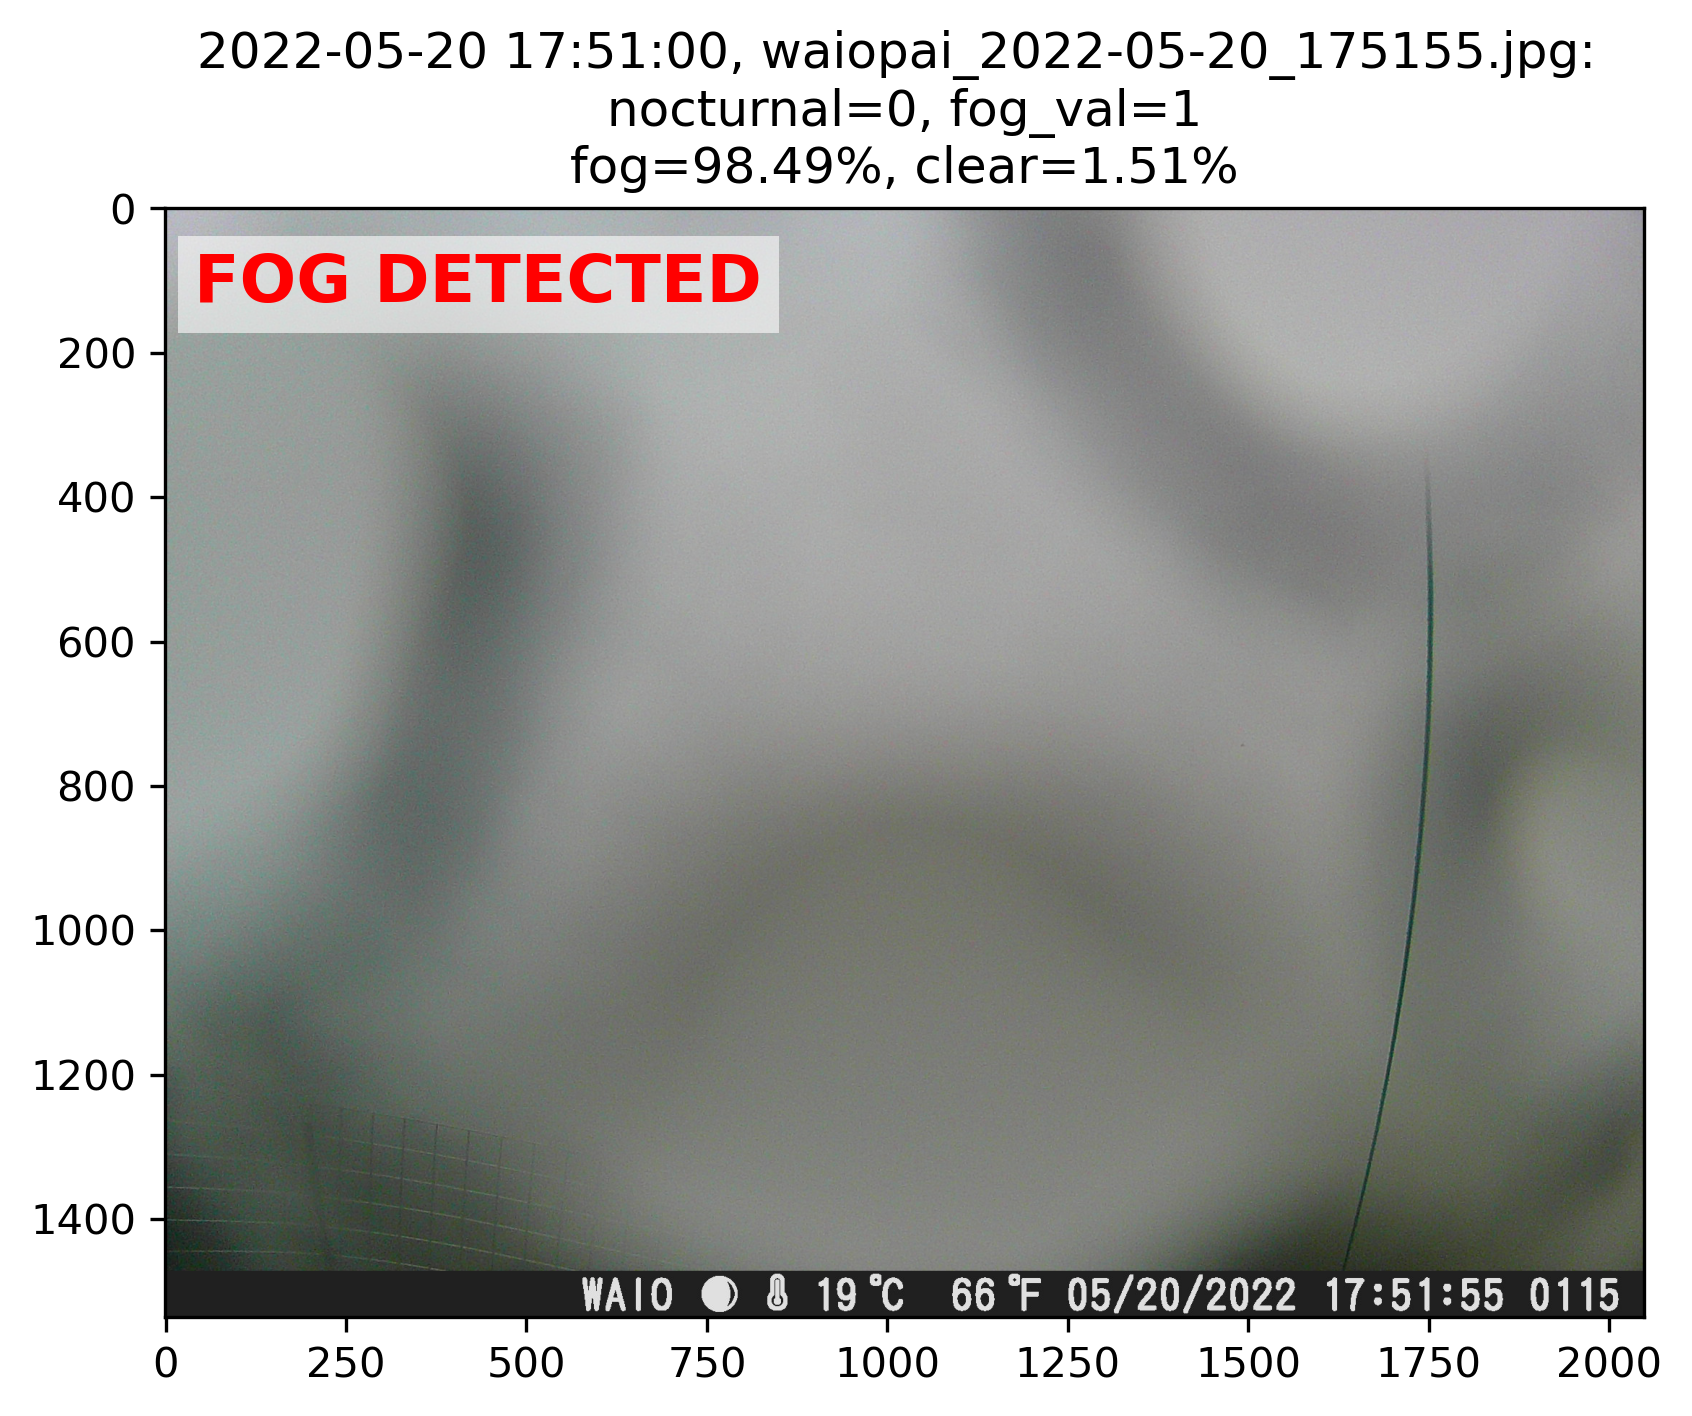 2022-05-20 17:51:00, waiopai_2022-05-20_175155.jpg:
nocturnal=0, fog_val=1
fog=98.49%, clear=1.51%
FOG DETECTED
0
200
400
600
800
1000
1200
1400
WAIO 19°C 66°F 05/20/2022 17:51:55 0115
0 250 500 750 1000 1250 1500 1750 2000